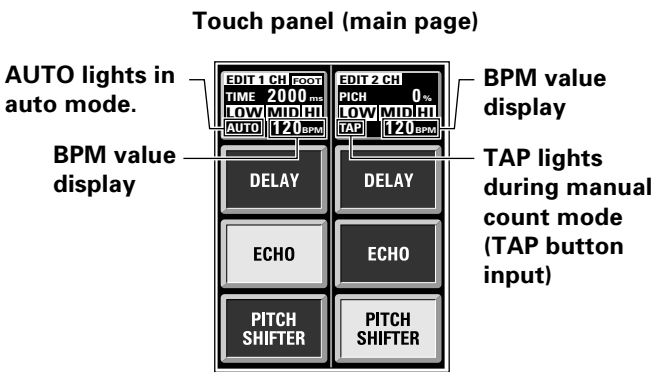 Touch panel (main page)
AUTO lights in
auto mode.
BPM value
display
EDIT 1 CH FOOT
TIME 2000 ms
LOW MID HI
AUTO 120 BPM
DELAY
ECHO
PITCH
SHIFTER
EDIT 2 CH
PICH 0 %
LOW MID HI
TAP 120 BPM
DELAY
ECHO
PITCH
SHIFTER
BPM value
display
TAP lights
during manual
count mode
(TAP button
input)